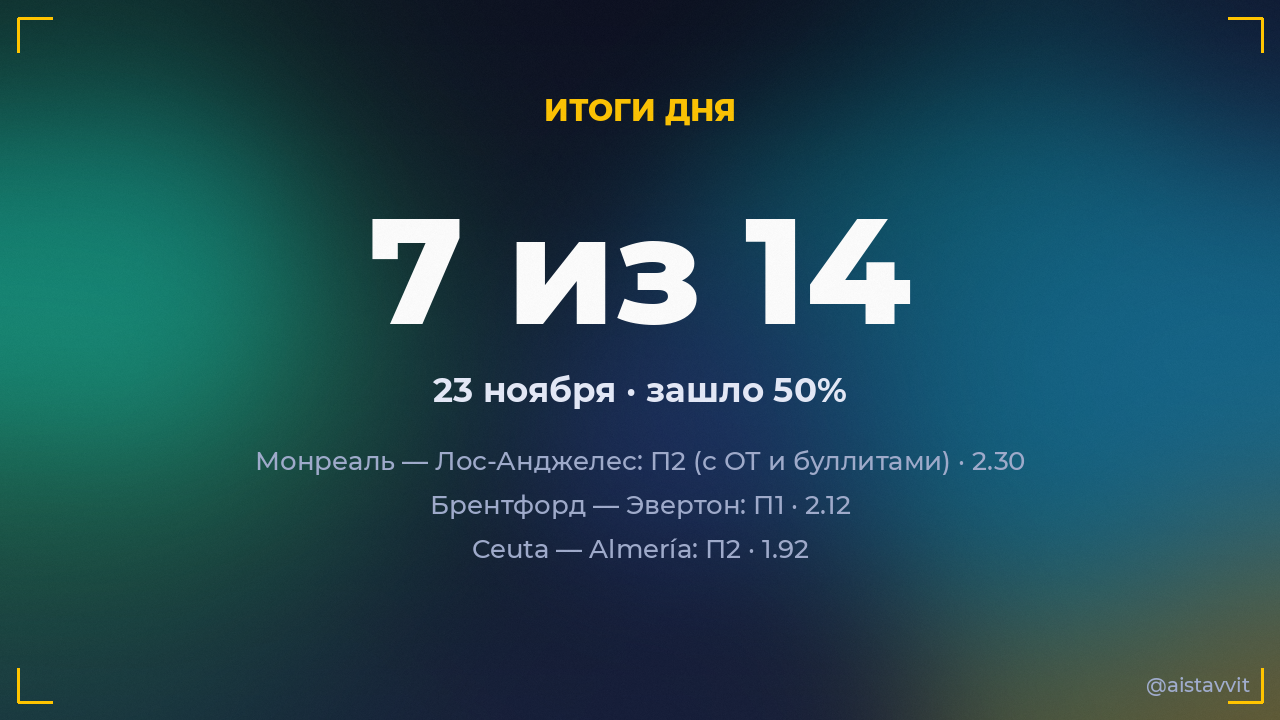 ИТОГИ ДНЯ
7 из 14
23 ноября · зашло 50%
Монреаль — Лос-Анджелес: П2 (с ОТ и буллитами) · 2.30
Брентфорд — Эвертон: П1 · 2.12
Ceuta — Almería: П2 · 1.92
@aistavvit